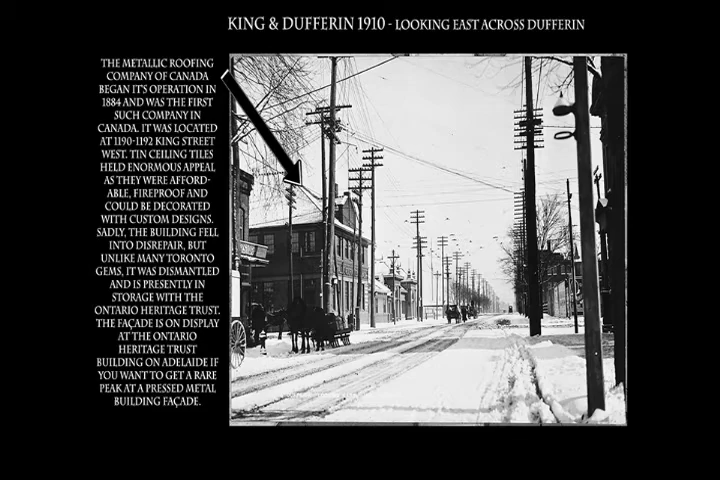 KING & DUFFERIN 1910 - LOOKING EAST ACROSS DUFFERIN
THE METALLIC ROOFING
COMPANY OF CANADA
BEGAN IT'S OPERATION IN
1884 AND WAS THE FIRST
SUCH COMPANY IN
CANADA. IT WAS LOCATED
AT 1190-1192 KING STREET
WEST. TIN CEILING TILES
HELD ENORMOUS APPEAL
AS THEY WERE AFFORD-
ABLE, FIREPROOF AND
COULD BE DECORATED
WITH CUSTOM DESIGNS.
SADLY, THE BUILDING FELL
INTO DISREPAIR, BUT
UNLIKE MANY TORONTO
GEMS, IT WAS DISMANTLED
AND IS PRESENTLY IN
STORAGE WITH THE
ONTARIO HERITAGE TRUST.
THE FAÇADE IS ON DISPLAY
AT THE ONTARIO
HERITAGE TRUST
BUILDING ON ADELAIDE IF
YOU WANT TO GET A RARE
PEAK AT A PRESSED METAL
BUILDING FAÇADE.